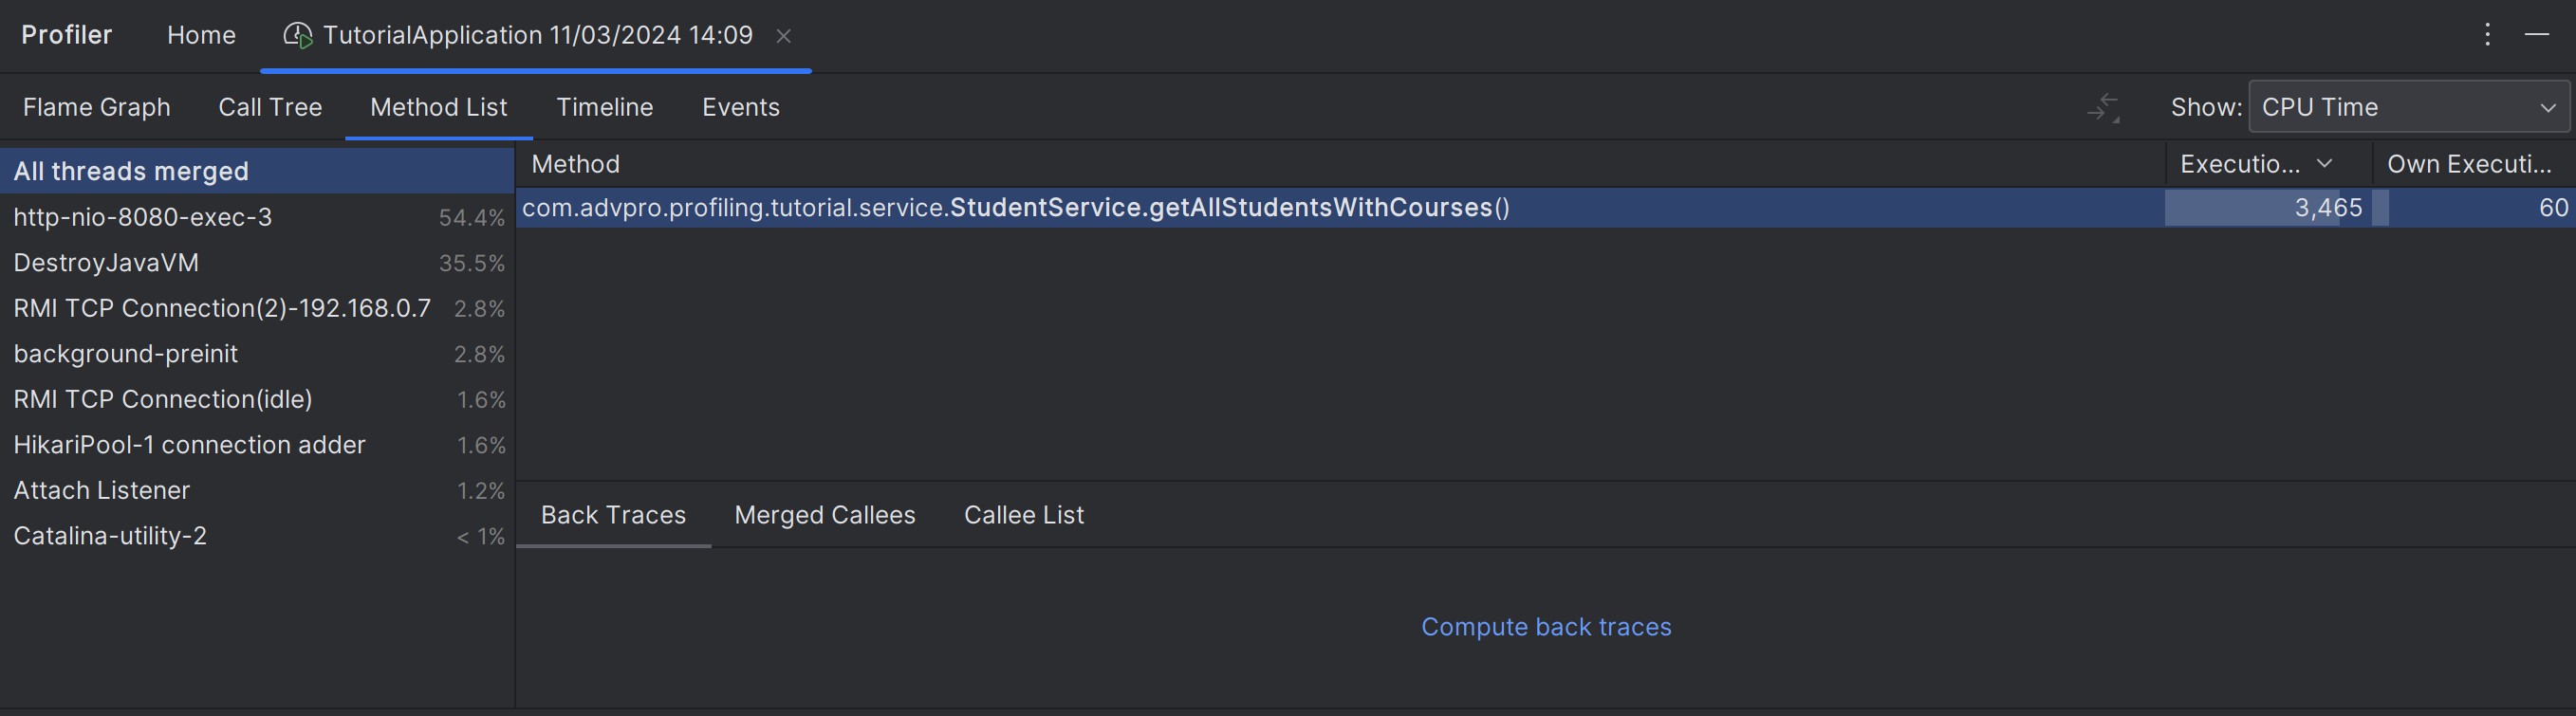 Profiler Home TutorialApplication 11/03/2024 14:09
Flame Graph Call Tree Method List Timeline Events Show: CPU Time
All threads merged
http-nio-8080-exec-3 54.4%
DestroyJavaVM 35.5%
RMI TCP Connection(2)-192.168.0.7 2.8%
background-preinit 2.8%
RMI TCP Connection(idle) 1.6%
HikariPool-1 connection adder 1.6%
Attach Listener 1.2%
Catalina-utility-2 < 1%
Method Executio... Own Executi...
com.advpro.profiling.tutorial.service.StudentService.getAllStudentsWithCourses() 3,465 60
Back Traces Merged Callees Callee List
Compute back traces